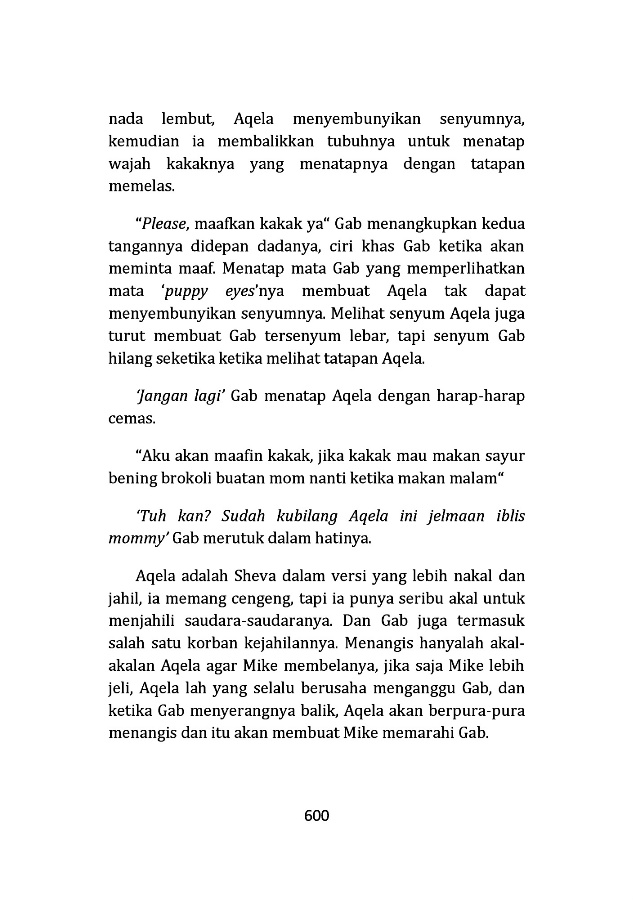 nada lembut, Aqela menyembunyikan senyumnya,
kemudian ia membalikkan tubuhnya untuk menatap
wajah kakaknya yang menatapnya dengan tatapan
memelas.
“Please, maafkan kakak ya“ Gab menangkupkan kedua
tangannya didepan dadanya, ciri khas Gab ketika akan
meminta maaf. Menatap mata Gab yang memperlihatkan
mata ‘puppy eyes’nya membuat Aqela tak dapat
menyembunyikan senyumnya. Melihat senyum Aqela juga
turut membuat Gab tersenyum lebar, tapi senyum Gab
hilang seketika ketika melihat tatapan Aqela.
‘Jangan lagi’ Gab menatap Aqela dengan harap-harap
cemas.
“Aku akan maafin kakak, jika kakak mau makan sayur
bening brokoli buatan mom nanti ketika makan malam“
‘Tuh kan? Sudah kubilang Aqela ini jelmaan iblis
mommy’ Gab merutuk dalam hatinya.
Aqela adalah Sheva dalam versi yang lebih nakal dan
jahil, ia memang cengeng, tapi ia punya seribu akal untuk
menjahili saudara-saudaranya. Dan Gab juga termasuk
salah satu korban kejahilannya. Menangis hanyalah akal-
akalan Aqela agar Mike membelanya, jika saja Mike lebih
jeli, Aqela lah yang selalu berusaha menganggu Gab, dan
ketika Gab menyerangnya balik, Aqela akan berpura-pura
menangis dan itu akan membuat Mike memarahi Gab.
600